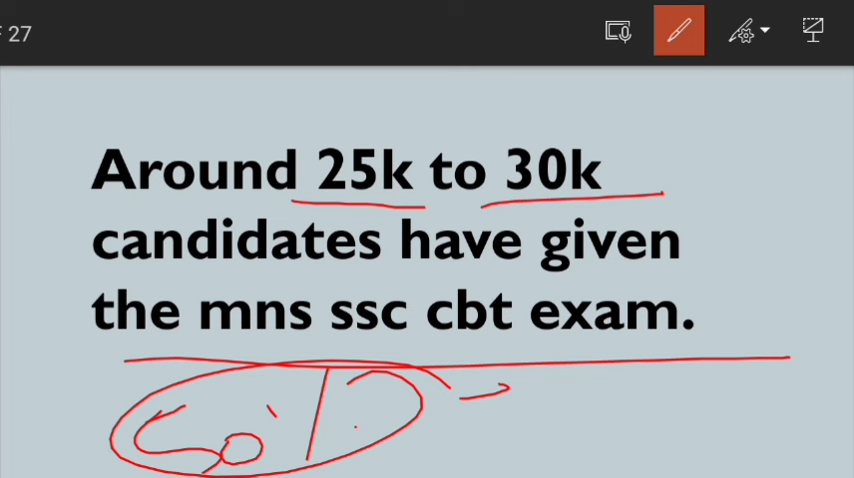 27
Around 25k to 30k
candidates have given
the mns ssc cbt exam.